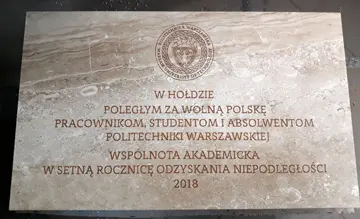 W HOŁDZIE
POLEGŁYM ZA WOLNĄ POLSKĘ
PRACOWNIKOM, STUDENTOM I ABSOLWENTOM
POLITECHNIKI WARSZAWSKIEJ
WSPÓLNOTA AKADEMICKA
W SETNĄ ROCZNICĘ ODZYSKANIA NIEPODLEGŁOŚCI
2018